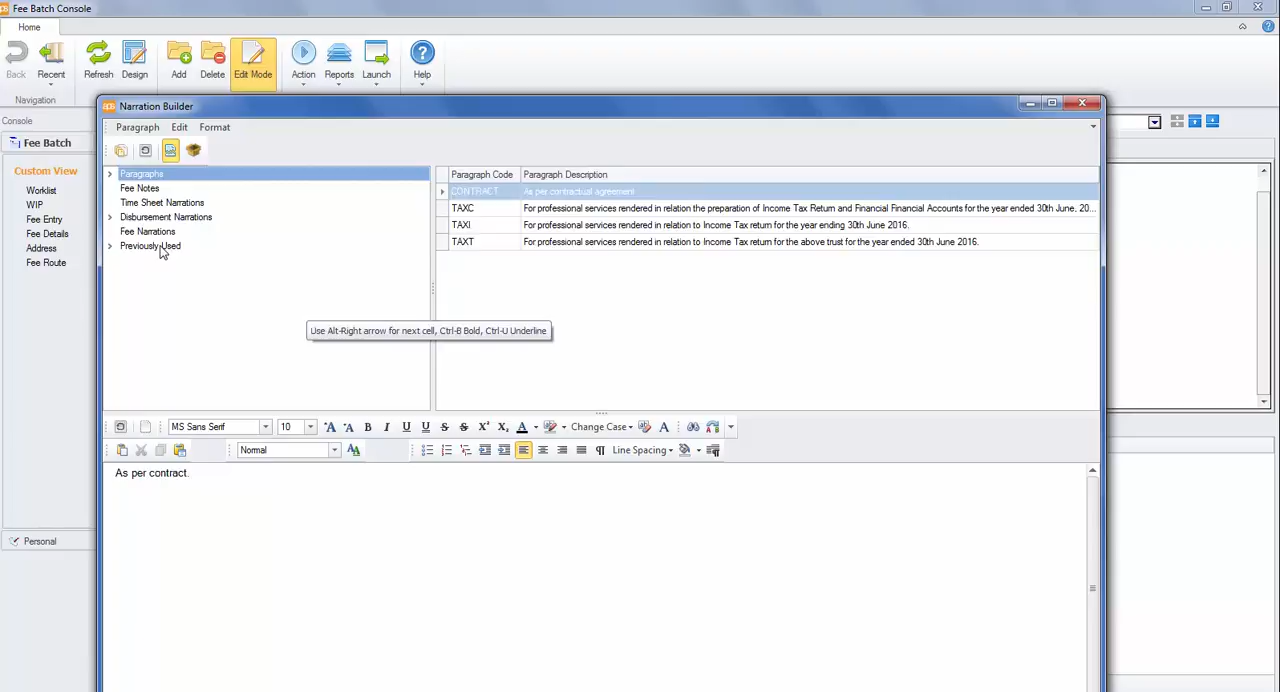 Fee Batch Console
Home
Back Recent Refresh Design Add Delete Edit Mode Action Reports Launch Help
Navigation
Console
Fee Batch
Custom View
Worklist
WIP
Fee Entry
Fee Details
Address
Fee Route
Personal
Narration Builder
Paragraph Edit Format
Paragraphs
Fee Notes
Time Sheet Narrations
Disbursement Narrations
Fee Narrations
Previously Used
Paragraph Code Paragraph Description
CONTRACT As per contractual agreement
TAXC For professional services rendered in relation the preparation of Income Tax Return and Financial Financial Accounts for the year ended 30th June, 20...
TAXI For professional services rendered in relation to Income Tax return for the year ending 30th June 2016.
TAXT For professional services rendered in relation to Income Tax return for the above trust for the year ended 30th June 2016.
Use Alt-Right arrow for next cell, Ctrl-B Bold, Ctrl-U Underline
MS Sans Serif 10 Change Case
Normal Line Spacing
As per contract.